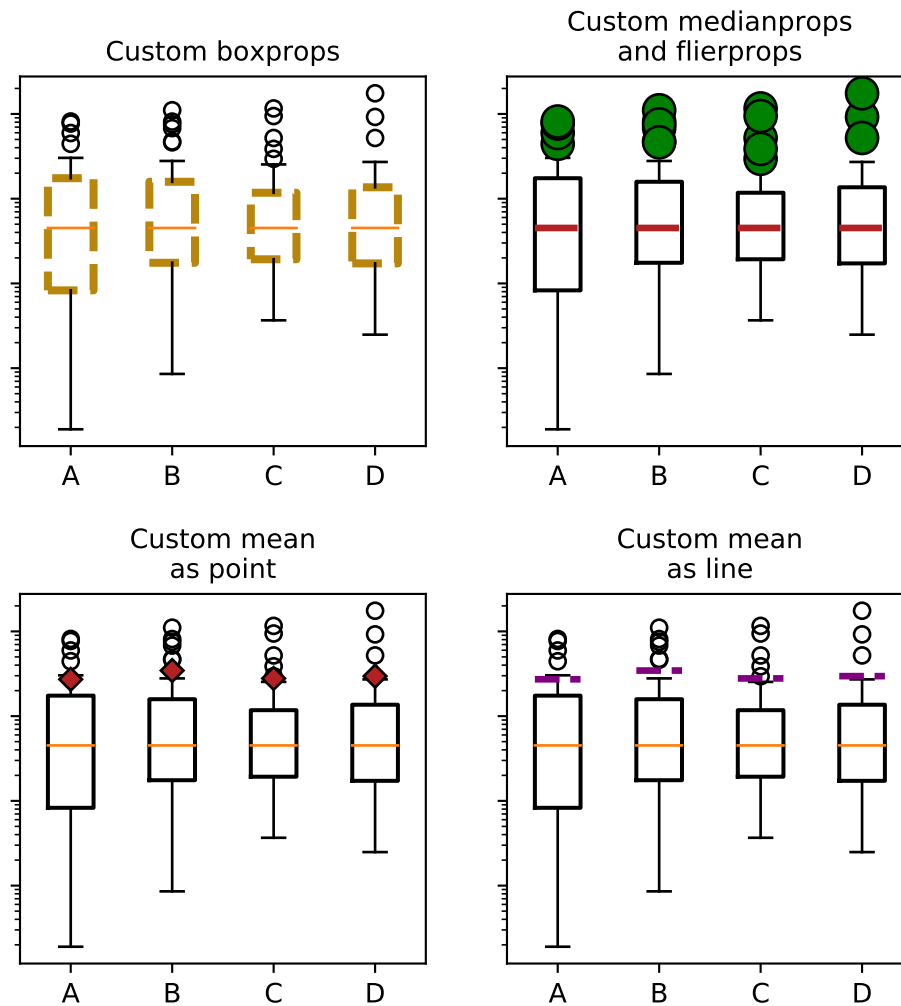 Custom boxprops
A B C D
Custom medianprops
and flierprops
A B C D
Custom mean
as point
A B C D
Custom mean
as line
A B C D